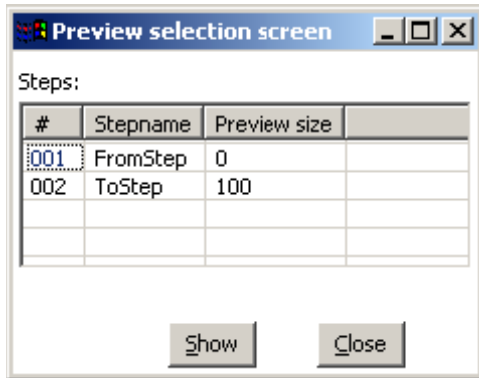 Preview selection screen
Steps:
# Stepname Preview size
001 FromStep 0
002 ToStep 100
Show Close